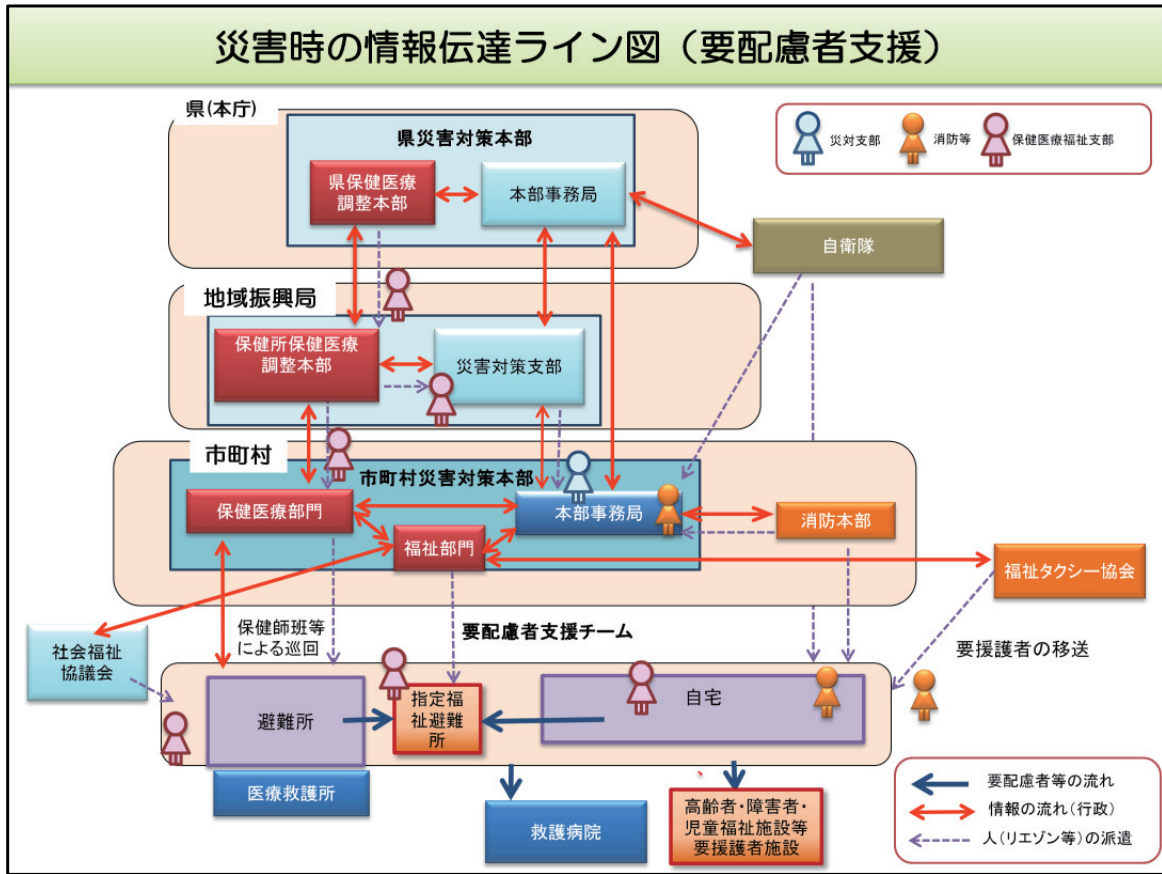 災害時の情報伝達ライン図（要配慮者支援）
県(本庁)
県災害対策本部
災対支部
消防等
保健医療福祉支部
県保健医療
調整本部
本部事務局
自衛隊
地域振興局
保健所保健医療
調整本部
災害対策支部
市町村
市町村災害対策本部
保健医療部門
本部事務局
消防本部
福祉部門
福祉タクシー協会
社会福祉
協議会
保健師班等
による巡回
要配慮者支援チーム
要援護者の移送
避難所
指定福
祉避難
所
自宅
医療救護所
救護病院
高齢者・障害者・
児童福祉施設等
要援護者施設
要配慮者等の流れ
情報の流れ(行政)
人(リエゾン等)の派遣